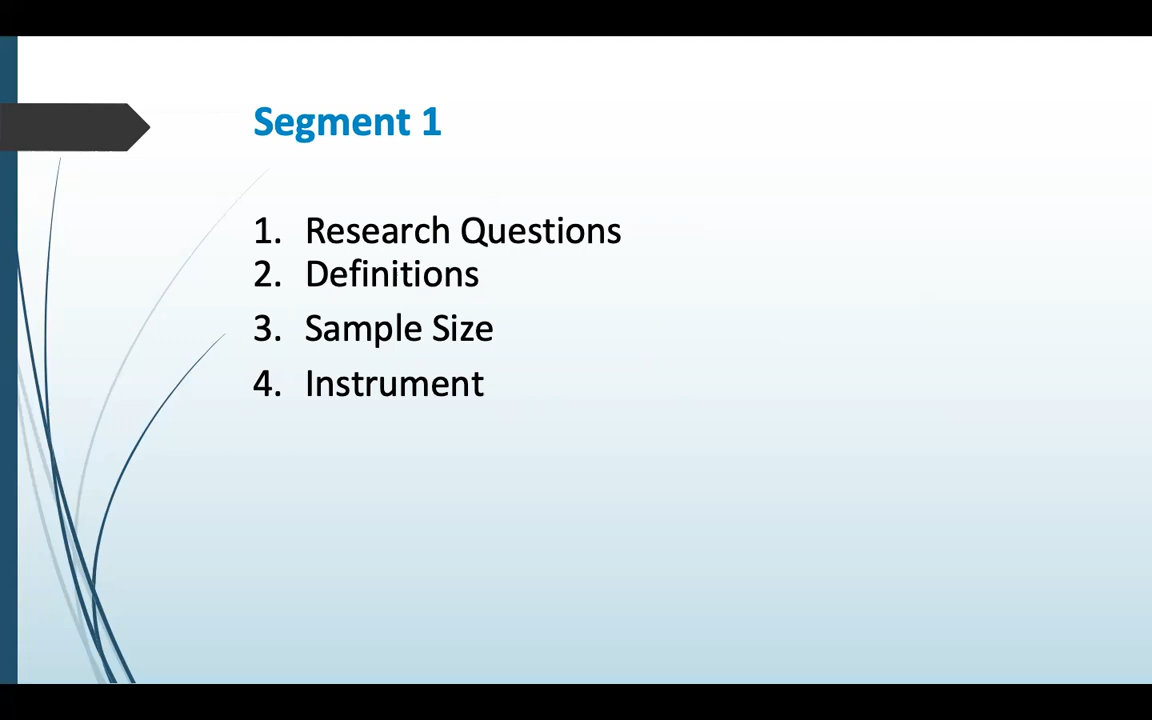 Segment 1
1. Research Questions
2. Definitions
3. Sample Size
4. Instrument